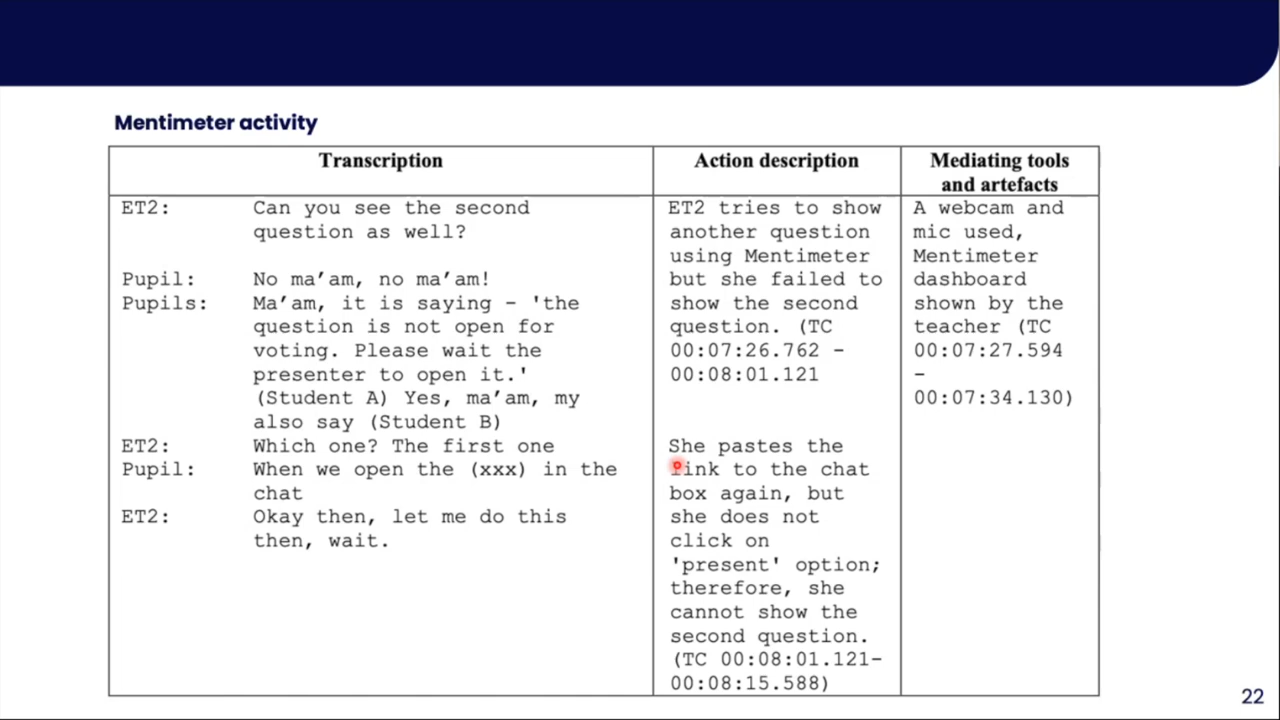 Mentimeter activity
Transcription
Action description
Mediating tools
and artefacts
ET2: Can you see the second
question as well?
Pupil: No ma’am, no ma’am!
Pupils: Ma’am, it is saying – 'the
question is not open for
voting. Please wait the
presenter to open it.'
(Student A) Yes, ma’am, my
also say (Student B)
ET2: Which one? The first one
Pupil: When we open the (xxx) in the
chat
ET2: Okay then, let me do this
then, wait.
ET2 tries to show
another question
using Mentimeter
but she failed to
show the second
question. (TC
00:07:26.762 –
00:08:01.121
She pastes the
link to the chat
box again, but
she does not
click on
'present' option;
therefore, she
cannot show the
second question.
(TC 00:08:01.121–
00:08:15.588)
A webcam and
mic used,
Mentimeter
dashboard
shown by the
teacher (TC
00:07:27.594
–
00:07:34.130)
22